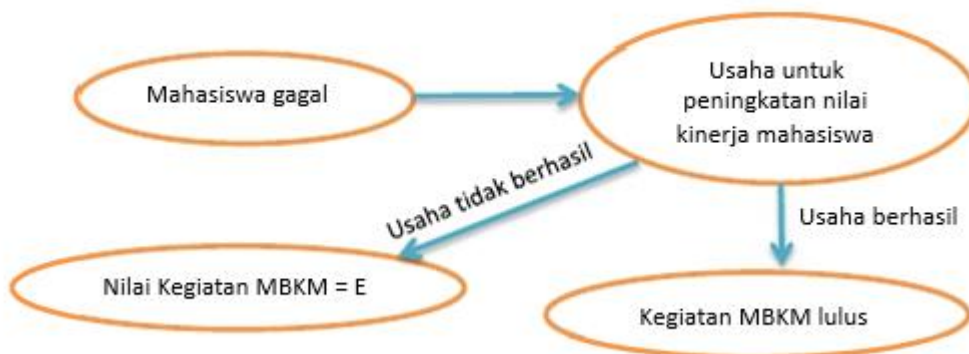 Mahasiswa gagal
Usaha untuk
peningkatan nilai
kinerja mahasiswa
Usaha tidak berhasil
Usaha berhasil
Nilai Kegiatan MBKM = E
Kegiatan MBKM lulus